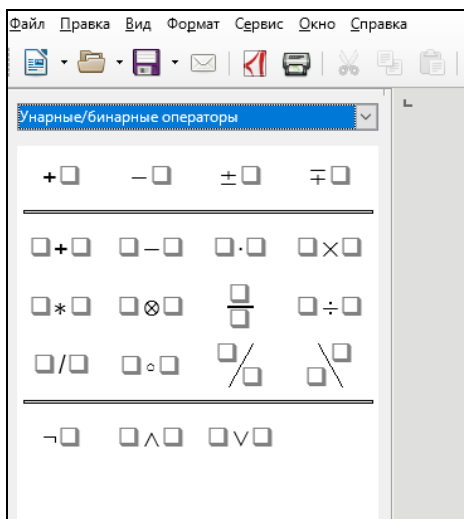 Файл Правка Вид Формат Сервис Окно Справка
Унарные/бинарные операторы
+□ −□ ±□ ∓□
□+□ □−□ □·□ □×□
□∗□ □⊗□ □/□ □÷□
□/□ □∘□ □/□ □\□
¬□ □∧□ □∨□